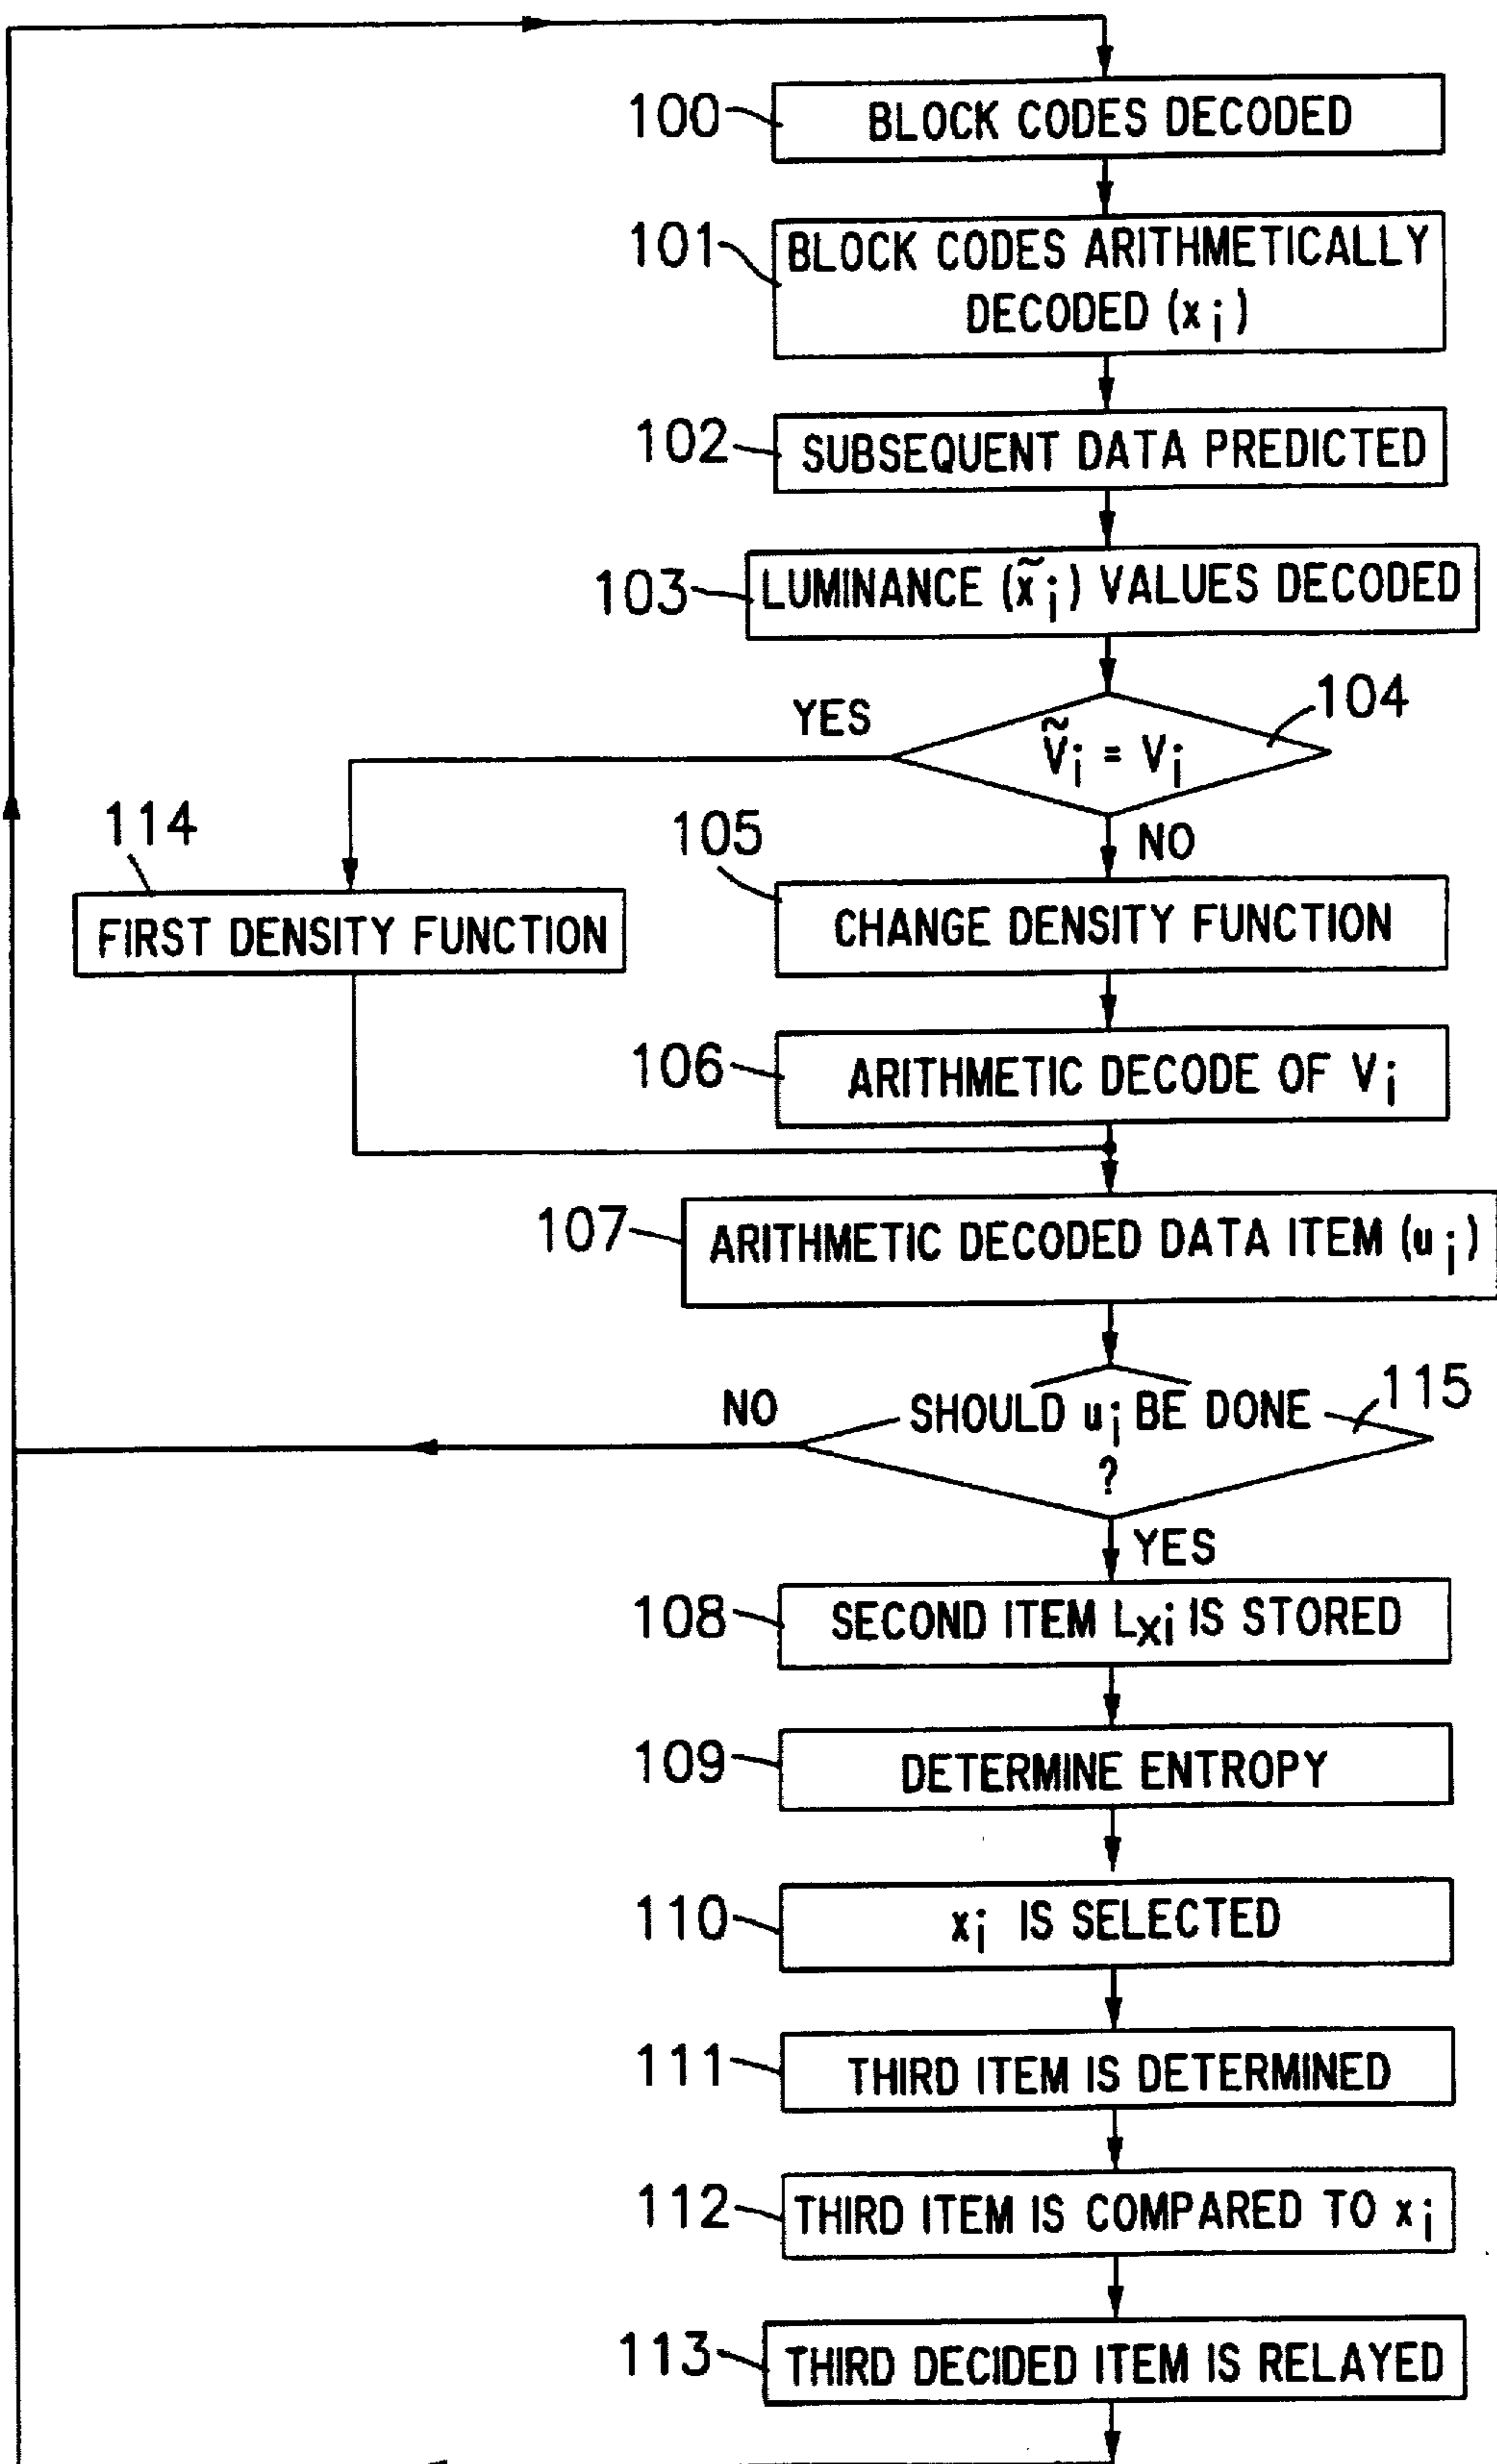 100
BLOCK CODES DECODED
101
BLOCK CODES ARITHMETICALLY
DECODED (xi)
102
SUBSEQUENT DATA PREDICTED
103
LUMINANCE (x̃i) VALUES DECODED
104
YES
Ṽi = Vi
NO
114
FIRST DENSITY FUNCTION
105
CHANGE DENSITY FUNCTION
106
ARITHMETIC DECODE OF Vi
107
ARITHMETIC DECODED DATA ITEM (ui)
115
NO
SHOULD ui BE DONE
?
YES
108
SECOND ITEM Lxi IS STORED
109
DETERMINE ENTROPY
110
xi IS SELECTED
111
THIRD ITEM IS DETERMINED
112
THIRD ITEM IS COMPARED TO xi
113
THIRD DECIDED ITEM IS RELAYED